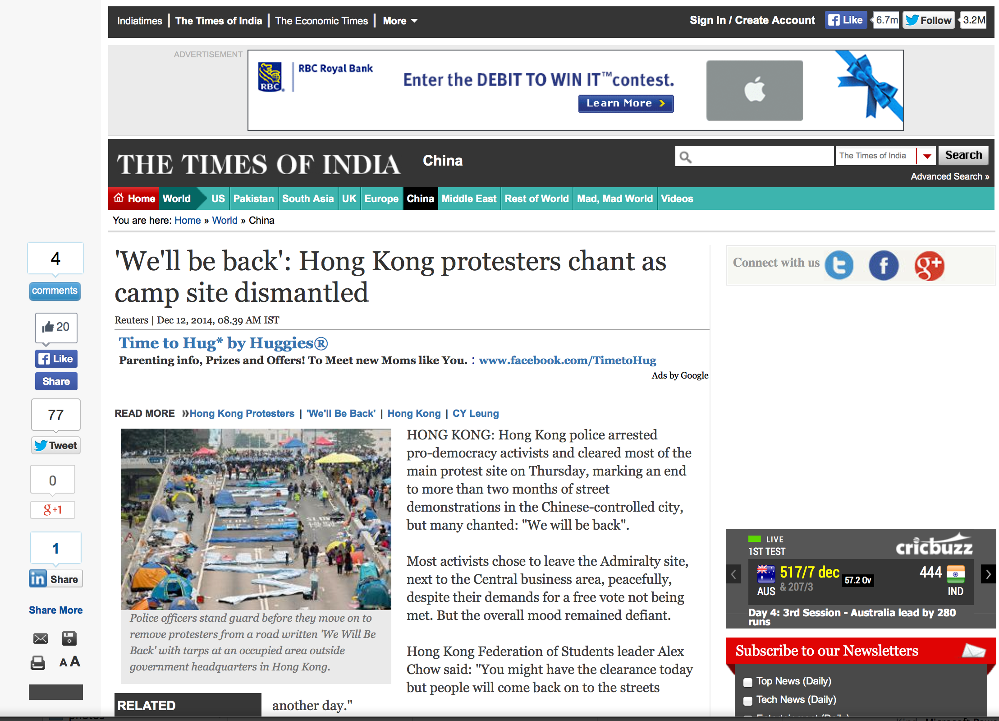 Indiatimes | The Times of India | The Economic Times | More
Sign In / Create Account
Like
6.7m
Follow
3.2M
ADVERTISEMENT
RBC
RBC Royal Bank
Enter the DEBIT TO WIN IT™ contest.
Learn More >
THE TIMES OF INDIA
China
The Times of India
Search
Advanced Search »
Home
World
US
Pakistan
South Asia
UK
Europe
China
Middle East
Rest of World
Mad, Mad World
Videos
You are here: Home » World » China
4
comments
20
Like
Share
77
Tweet
0
g+1
1
in Share
Share More
A A
'We'll be back': Hong Kong protesters chant as
camp site dismantled
Reuters | Dec 12, 2014, 08.39 AM IST
Time to Hug* by Huggies®
Parenting info, Prizes and Offers! To Meet new Moms like You. : www.facebook.com/TimetoHug
Ads by Google
READ MORE »Hong Kong Protesters | 'We'll Be Back' | Hong Kong | CY Leung
Police officers stand guard before they move on to
remove protesters from a road written 'We Will Be
Back' with tarps at an occupied area outside
government headquarters in Hong Kong.
HONG KONG: Hong Kong police arrested
pro-democracy activists and cleared most of the
main protest site on Thursday, marking an end
to more than two months of street
demonstrations in the Chinese-controlled city,
but many chanted: "We will be back".
Most activists chose to leave the Admiralty site,
next to the Central business area, peacefully,
despite their demands for a free vote not being
met. But the overall mood remained defiant.
Hong Kong Federation of Students leader Alex
Chow said: "You might have the clearance today
but people will come back on to the streets
another day."
RELATED
Connect with us
t
f
g+
LIVE
1ST TEST
cricbuzz
517/7 dec
& 207/3
57.2 Ov
444
AUS
IND
Day 4: 3rd Session - Australia lead by 280
runs
Subscribe to our Newsletters
Top News (Daily)
Tech News (Daily)